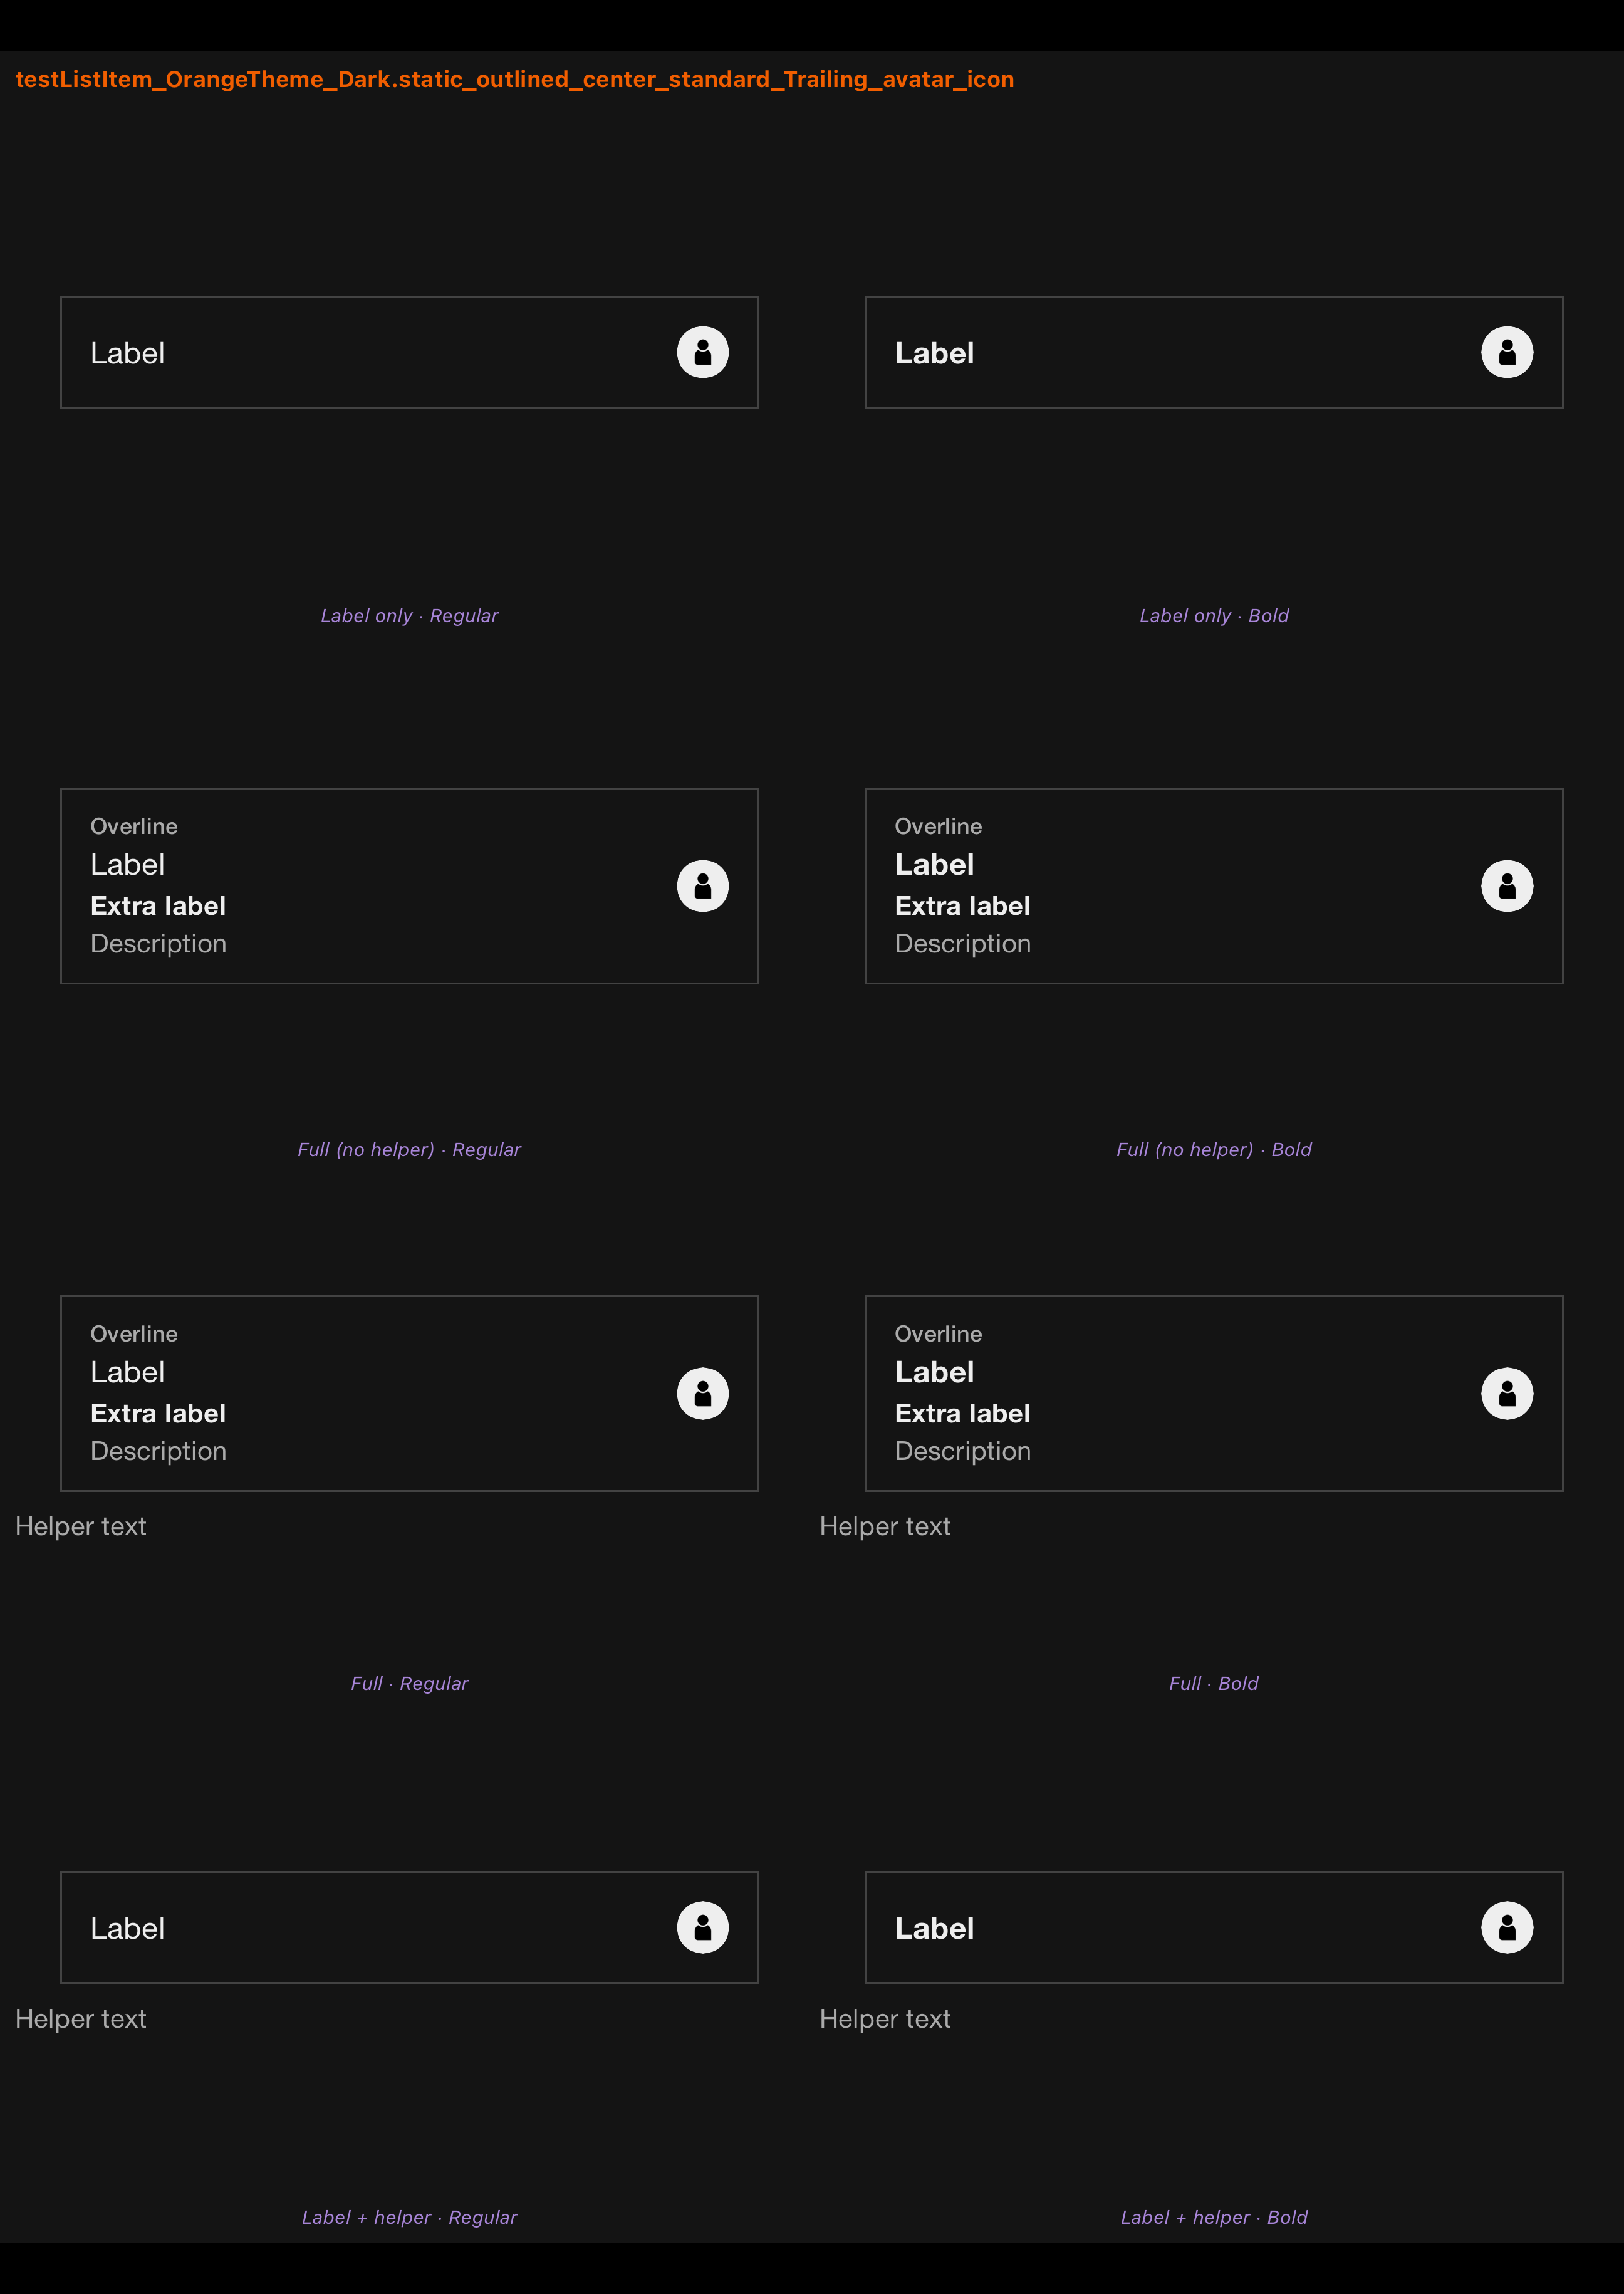 testListItem_OrangeTheme_Dark.static_outlined_center_standard_Trailing_avatar_icon
Label
Label
Label only · Regular
Label only · Bold
Overline
Label
Extra label
Description
Overline
Label
Extra label
Description
Full (no helper) · Regular
Full (no helper) · Bold
Overline
Label
Extra label
Description
Helper text
Overline
Label
Extra label
Description
Helper text
Full · Regular
Full · Bold
Label
Helper text
Label
Helper text
Label + helper · Regular
Label + helper · Bold